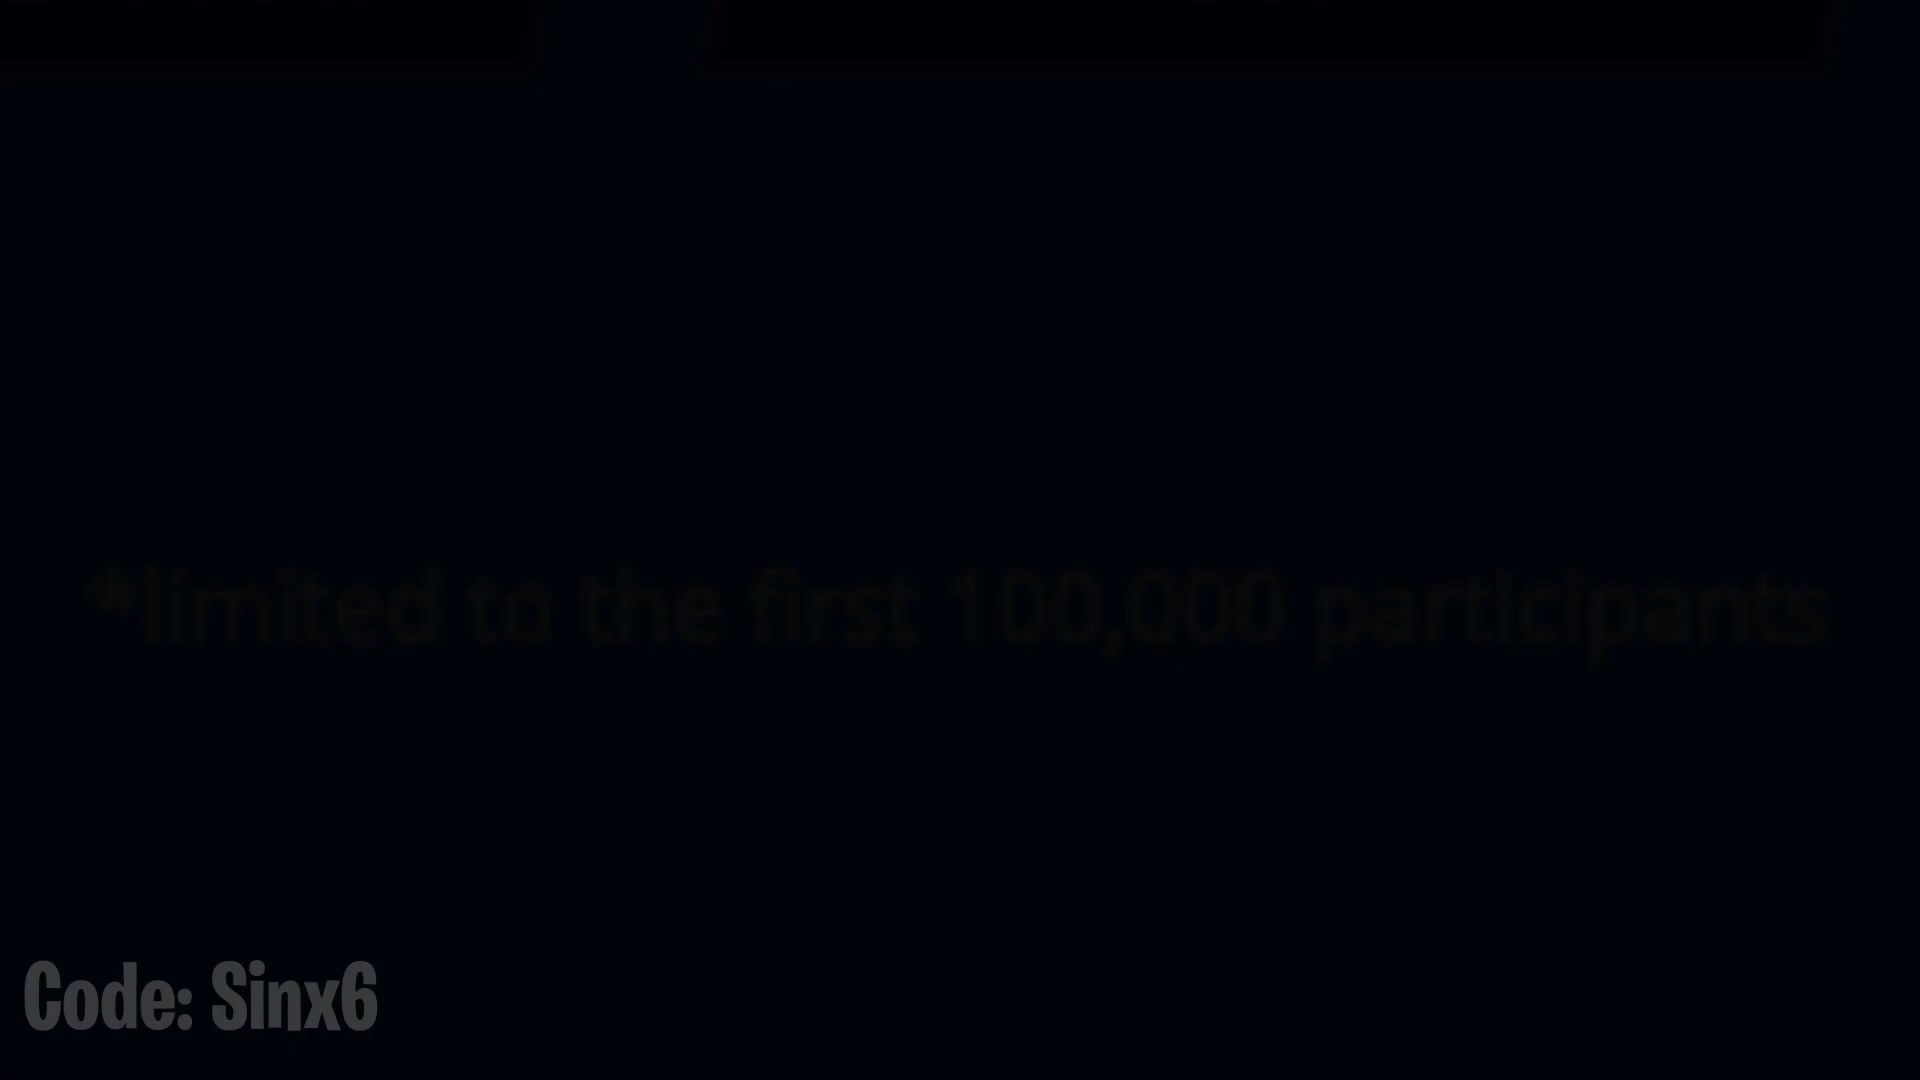 *limited to the first 100,000 participants
Code: Sinx6